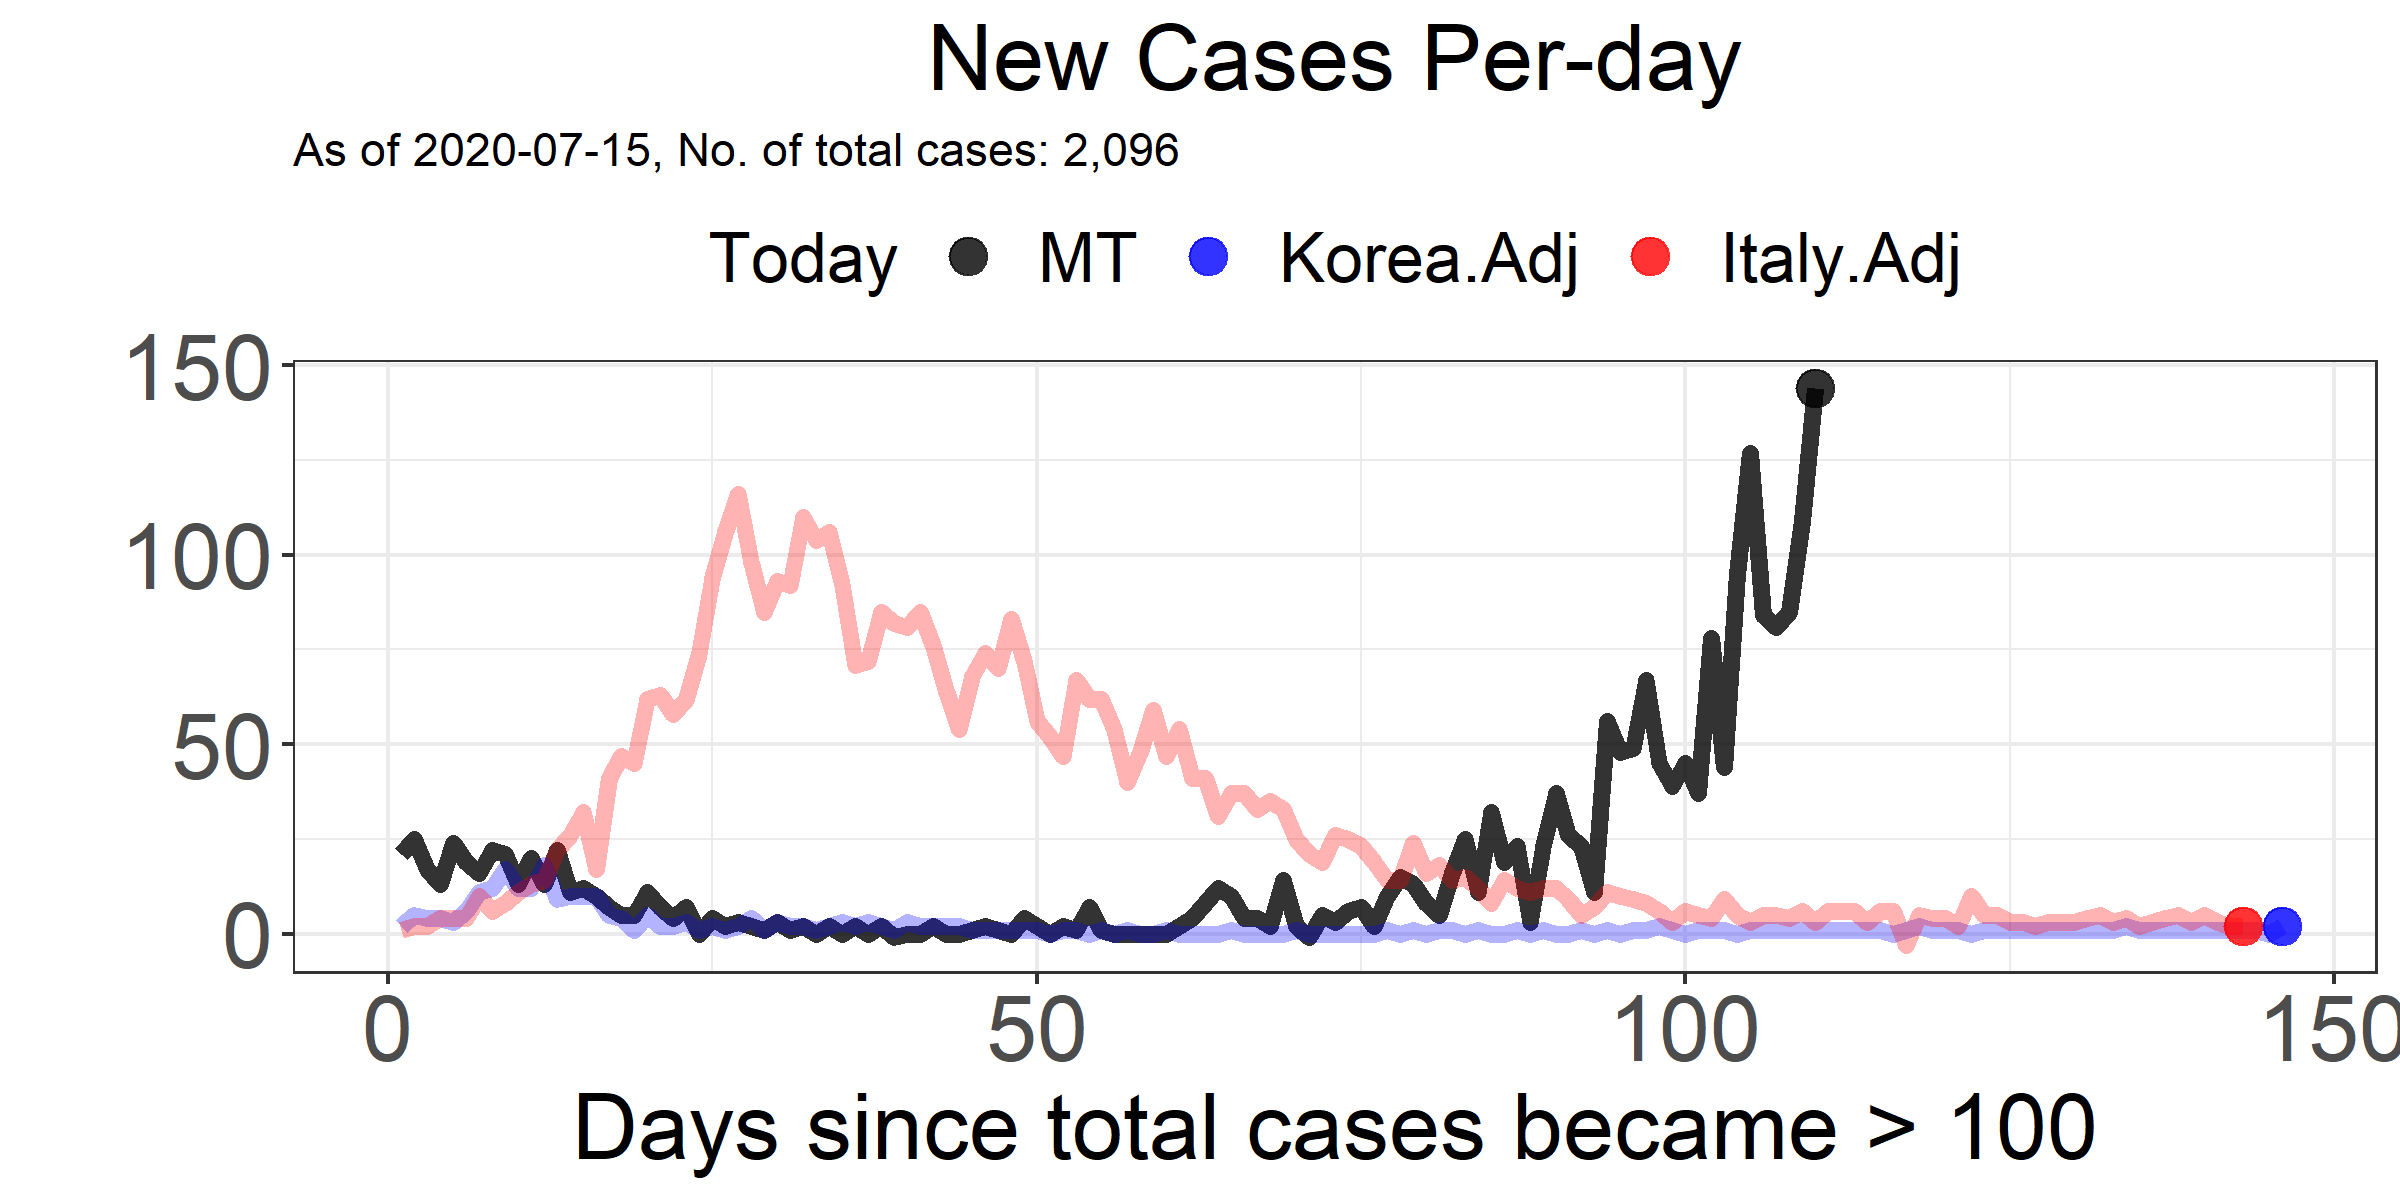 New Cases Per-day
As of 2020-07-15, No. of total cases: 2,096
Today MT Korea.Adj Italy.Adj
150
100
50
0
0 50 100 150
Days since total cases became > 100